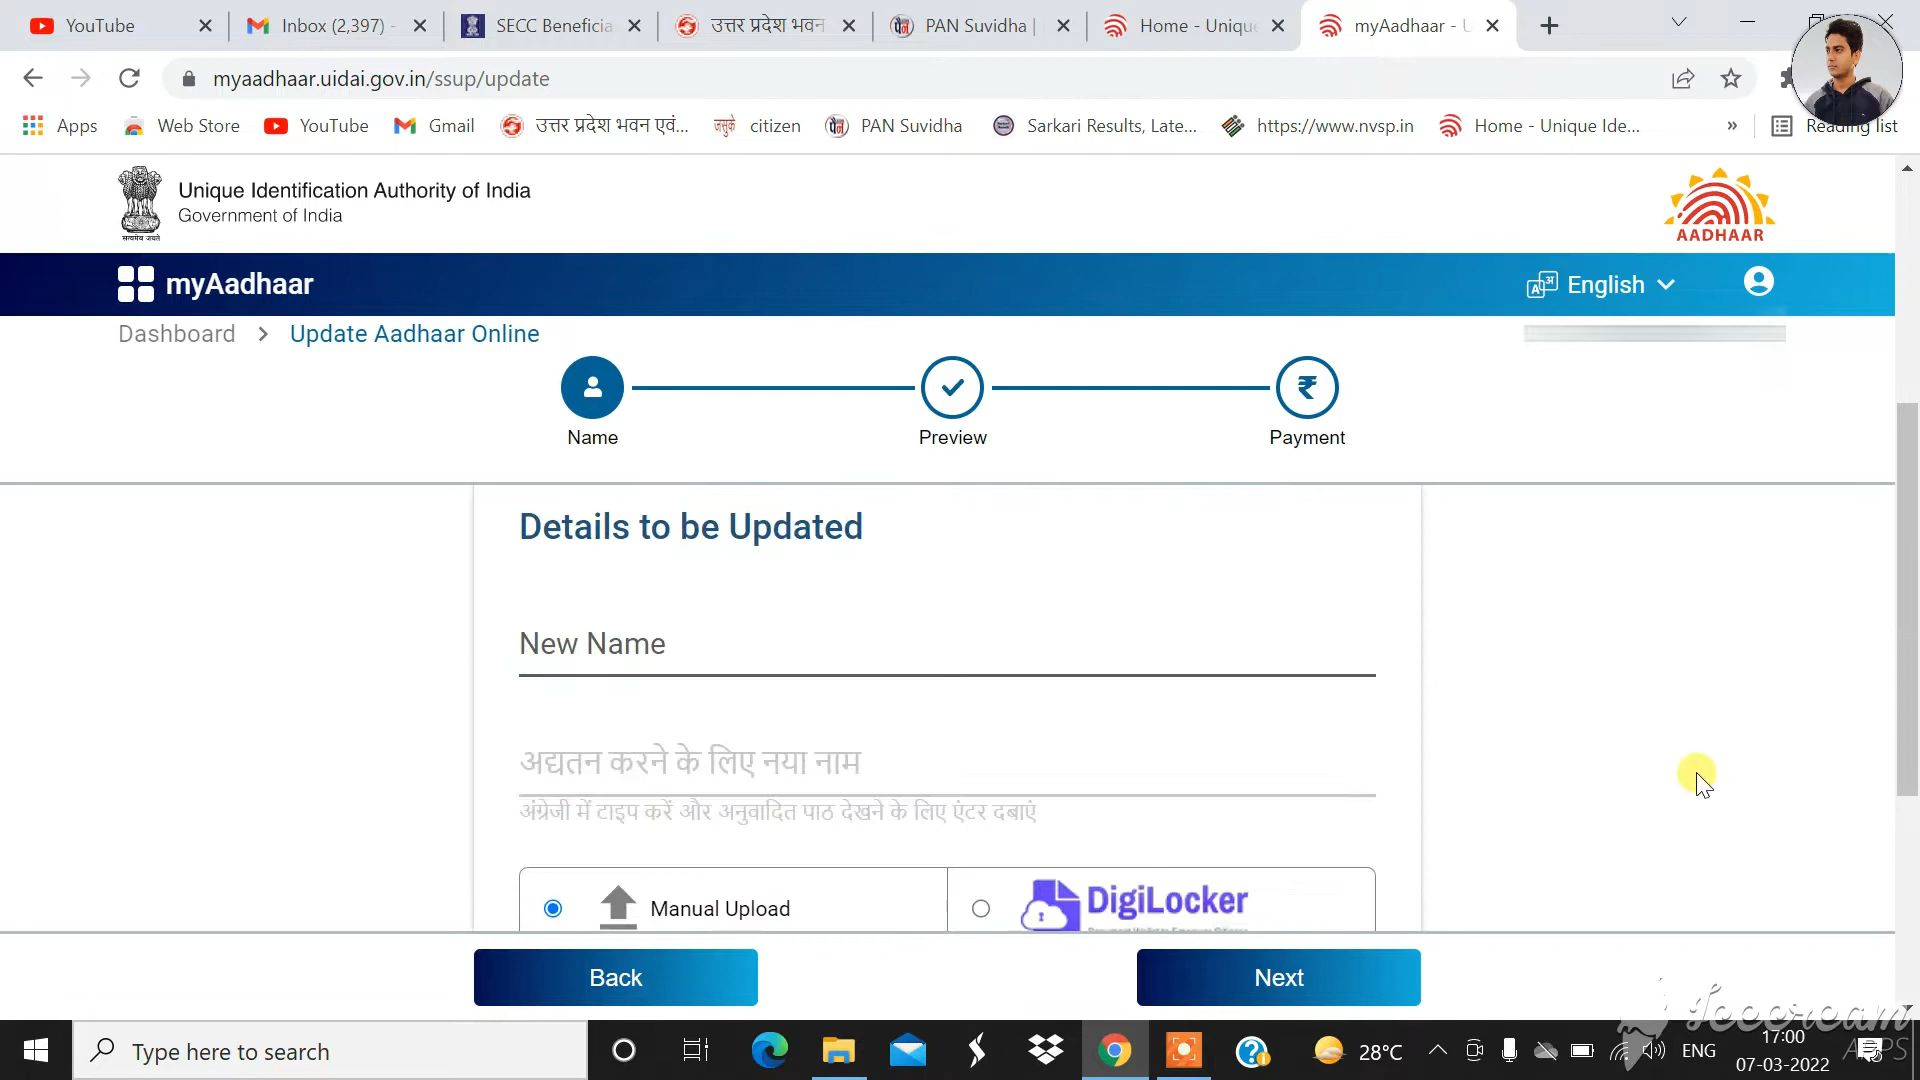 YouTube
Inbox (2,397) -
SECC Beneficia
उत्तर प्रदेश भवन
PAN Suvidha |
Home - Unique
myAadhaar - U
myaadhaar.uidai.gov.in/ssup/update
Apps
Web Store
YouTube
Gmail
उत्तर प्रदेश भवन एवं...
citizen
PAN Suvidha
Sarkari Results, Late...
https://www.nvsp.in
Home - Unique Ide...
»
Reading list
सत्यमेव जयते
Unique Identification Authority of India
Government of India
AADHAAR
myAadhaar
English
Dashboard > Update Aadhaar Online
Name
Preview
Payment
Details to be Updated
New Name
अद्यतन करने के लिए नया नाम
अंग्रेजी में टाइप करें और अनुवादित पाठ देखने के लिए एंटर दबाएं
Manual Upload
DigiLocker
Back
Next
Icecream
APPS
Type here to search
28°C
ENG
17:00
07-03-2022